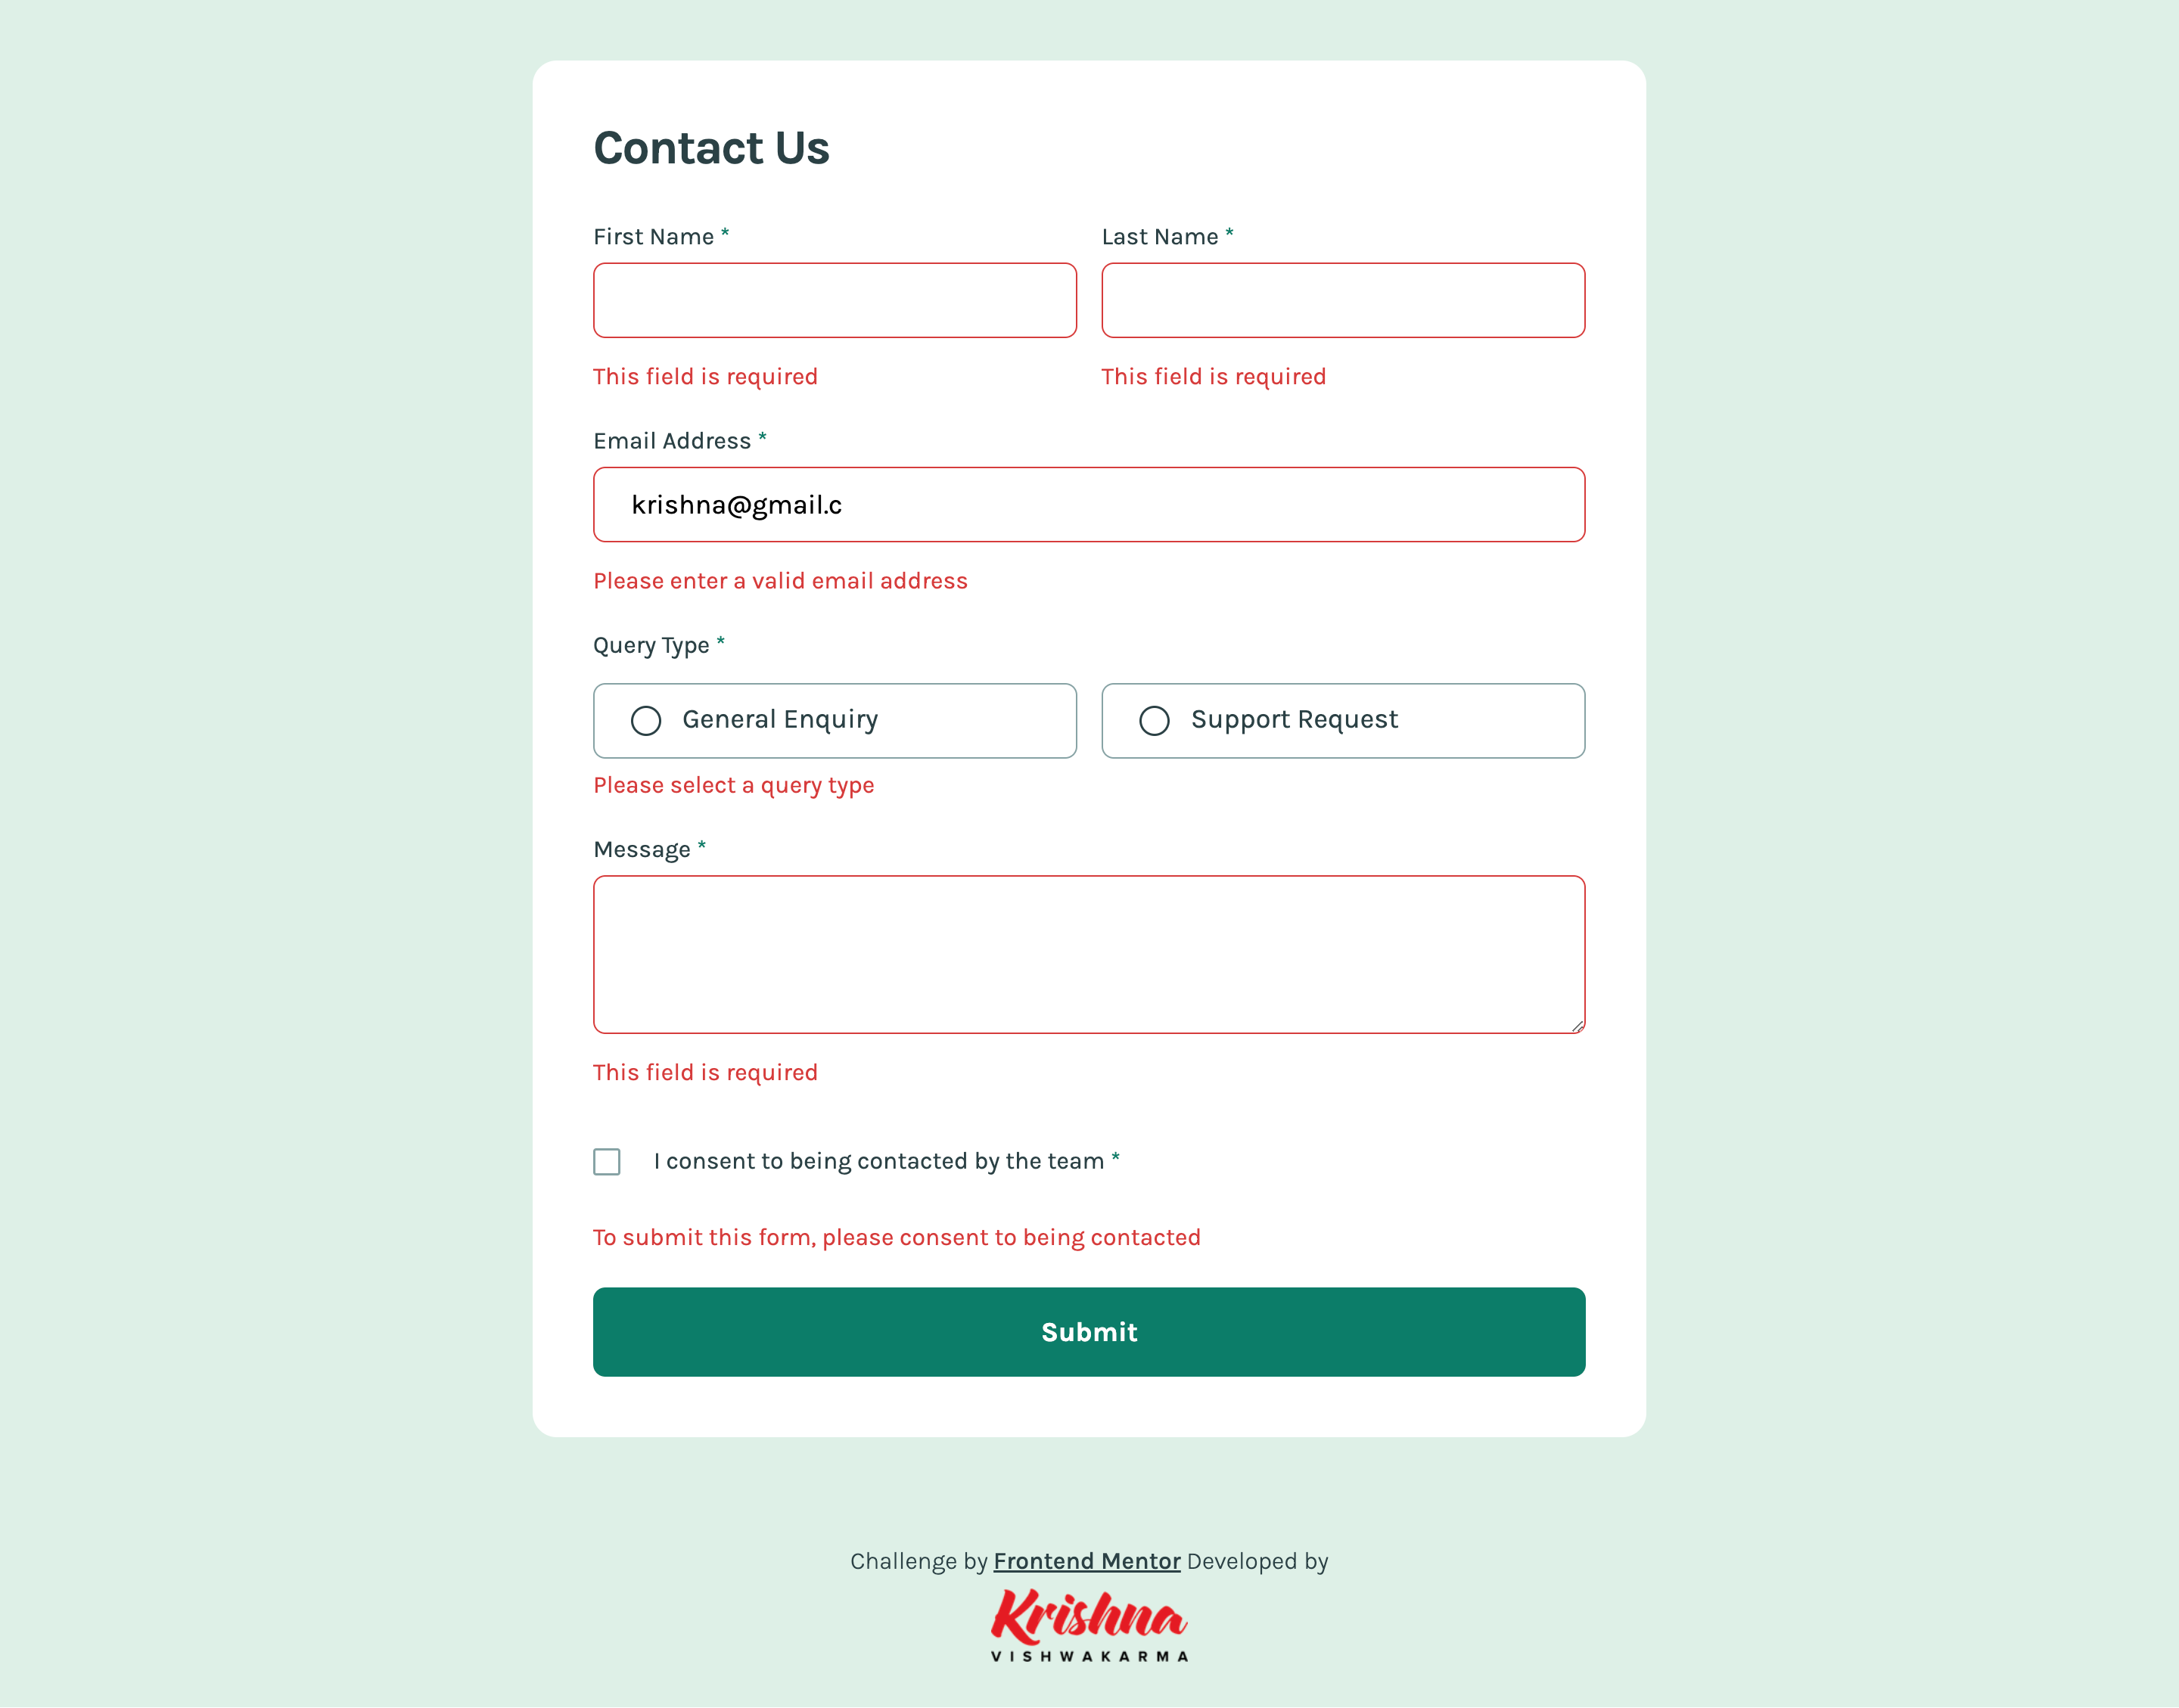 Contact Us
First Name * Last Name *
This field is required This field is required
Email Address *
krishna@gmail.c
Please enter a valid email address
Query Type *
General Enquiry Support Request
Please select a query type
Message *
This field is required
I consent to being contacted by the team *
To submit this form, please consent to being contacted
Submit
Challenge by Frontend Mentor Developed by
Krishna
VISHWAKARMA